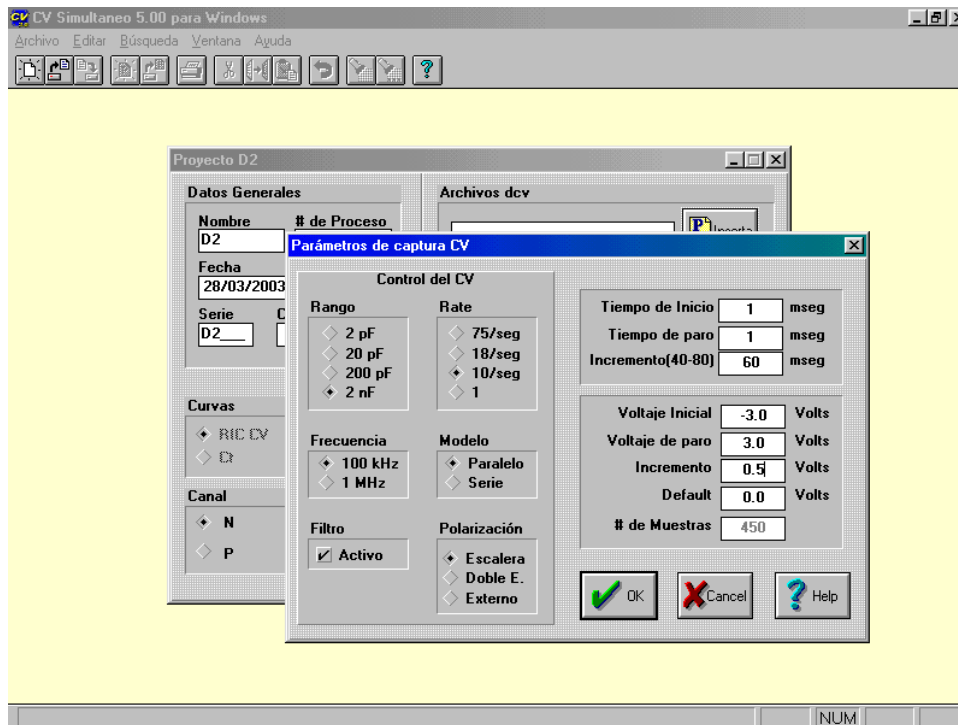 CV Simultaneo 5.00 para Windows
Archivo Editar Búsqueda Ventana Ayuda
Proyecto D2
Datos Generales
Nombre # de Proceso
D2
Fecha
28/03/2003
Serie
D2___
Curvas
RIC CV
Canal
N
P
Archivos dcv
Parámetros de captura CV
Control del CV
Rango
2 pF
20 pF
200 pF
2 nF
Rate
75/seg
18/seg
10/seg
1
Frecuencia
100 kHz
1 MHz
Modelo
Paralelo
Serie
Filtro
Activo
Polarización
Escalera
Doble E.
Externo
Tiempo de Inicio 1 mseg
Tiempo de paro 1 mseg
Incremento(40-80) 60 mseg
Voltaje Inicial -3.0 Volts
Voltaje de paro 3.0 Volts
Incremento 0.5 Volts
Default 0.0 Volts
# de Muestras 450
OK
Cancel
Help
NUM